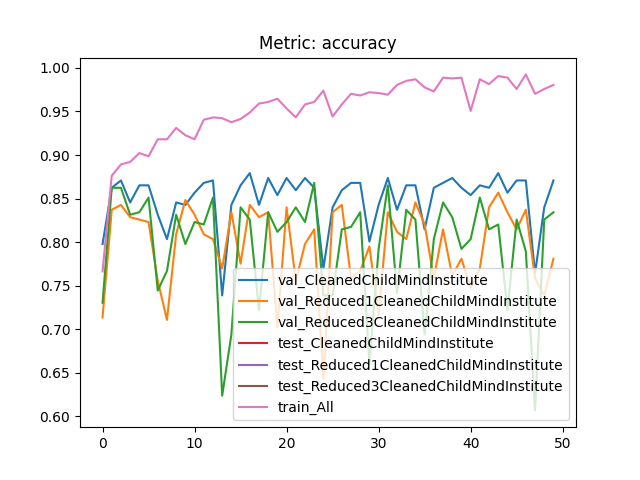 Metric: accuracy
1.00
0.95
0.90
0.85
0.80
0.75
0.70
0.65
0.60
val_CleanedChildMindInstitute
val_Reduced1CleanedChildMindInstitute
val_Reduced3CleanedChildMindInstitute
test_CleanedChildMindInstitute
test_Reduced1CleanedChildMindInstitute
test_Reduced3CleanedChildMindInstitute
train_All
0 10 20 30 40 50